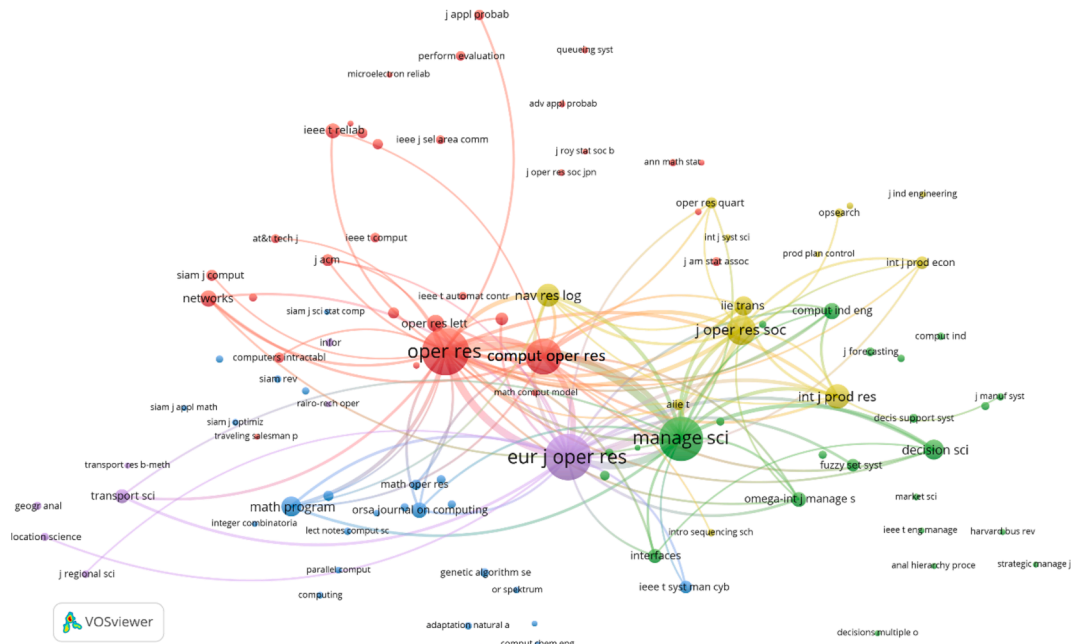 j appl probab
queueing syst
perform evaluation
microelectron reliab
adv appl probab
ieee t reliab
ieee j sel area comm
j roy stat soc b
ann math stat
j oper res soc jpn
j ind engineering
oper res quart
opsearch
int j syst sci
at&t tech j
ieee t comput
prod plan control
j acm
j am stat assoc
int j prod econ
siam j comput
networks
ieee t automat contr
nav res log
iie trans
siam j sci stat comp
oper res lett
comput ind eng
j oper res soc
infor
comput ind
oper res
comput oper res
j forecasting
computers intractabl
siam rev
math comput model
rairo-rech oper
aiie t
int j prod res
j manuf syst
siam j appl math
decis support syst
siam j optimiz
traveling salesman p
manage sci
decision sci
eur j oper res
transport res b-meth
fuzzy set syst
math oper res
transport sci
market sci
omega-int j manage s
geogr anal
math program
orsa journal on computing
integer combinatoria
lect notes comput sc
ieee t eng manage
harvard bus rev
intro sequencing sch
location science
interfaces
anal hierarchy proce
strategic manage j
parallel comput
j regional sci
genetic algorithm se
ieee t syst man cyb
computing
or spektrum
VOSviewer
adaptation natural a
decisions multiple o
comput chem eng